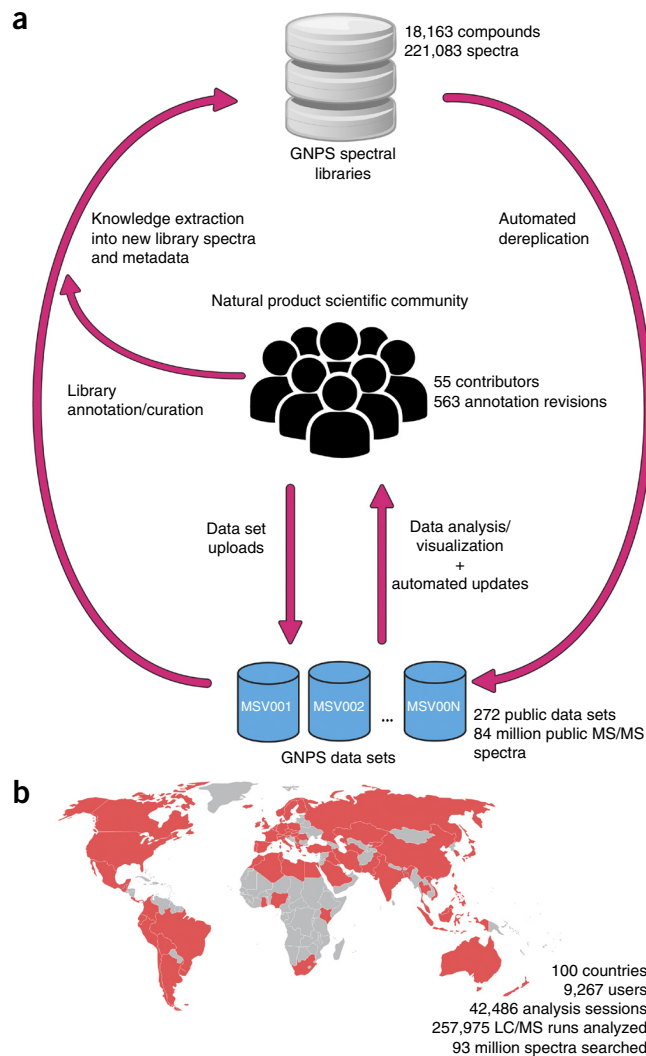 a
18,163 compounds
221,083 spectra
GNPS spectral
libraries
Knowledge extraction
into new library spectra
and metadata
Automated
dereplication
Natural product scientific community
Library
annotation/curation
55 contributors
563 annotation revisions
Data set
uploads
Data analysis/
visualization
+
automated updates
MSV001
MSV002
...
MSV00N
GNPS data sets
272 public data sets
84 million public MS/MS
spectra
b
100 countries
9,267 users
42,486 analysis sessions
257,975 LC/MS runs analyzed
93 million spectra searched